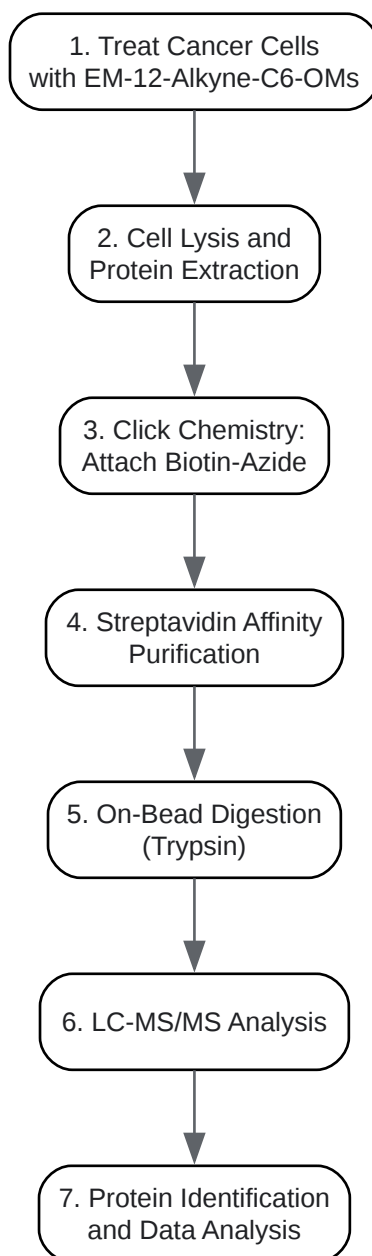 1. Treat Cancer Cells
with EM-12-Alkyne-C6-OMs
2. Cell Lysis and
Protein Extraction
3. Click Chemistry:
Attach Biotin-Azide
4. Streptavidin Affinity
Purification
5. On-Bead Digestion
(Trypsin)
6. LC-MS/MS Analysis
7. Protein Identification
and Data Analysis